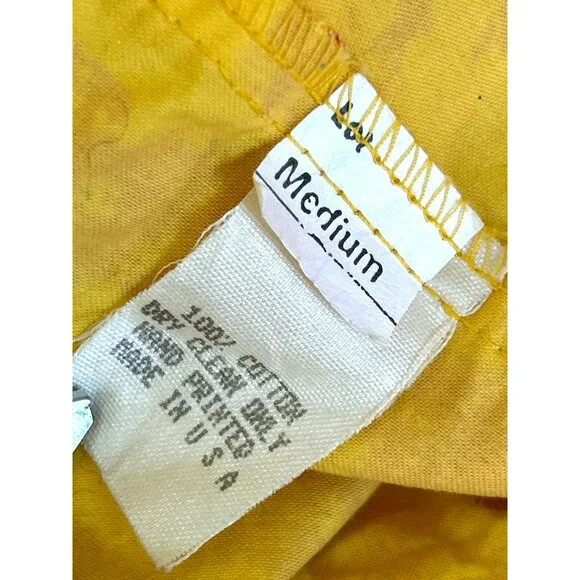 Medium
100% COTTON
DRY CLEAN ONLY
HAND PRINTED
MADE IN U S A